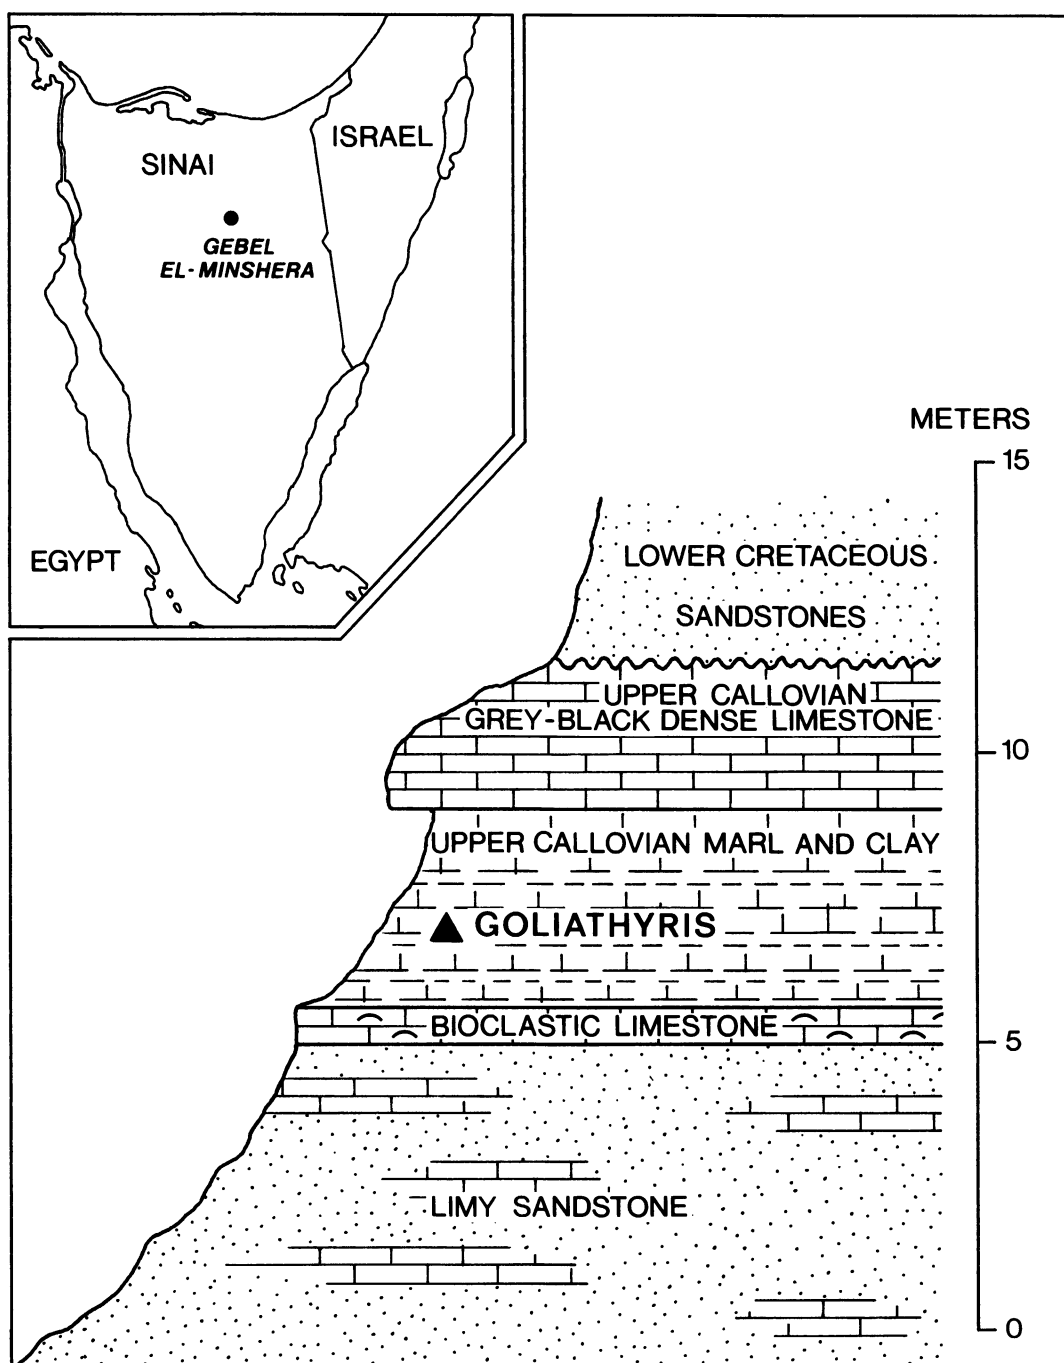 ISRAEL
SINAI
GEBEL
EL-MINSHERA
EGYPT
METERS
15
LOWER CRETACEOUS
SANDSTONES
UPPER CALLOVIAN
GREY-BLACK DENSE LIMESTONE
10
UPPER CALLOVIAN MARL AND CLAY
GOLIATHYRIS
BIOCLASTIC LIMESTONE
5
LIMY SANDSTONE
0